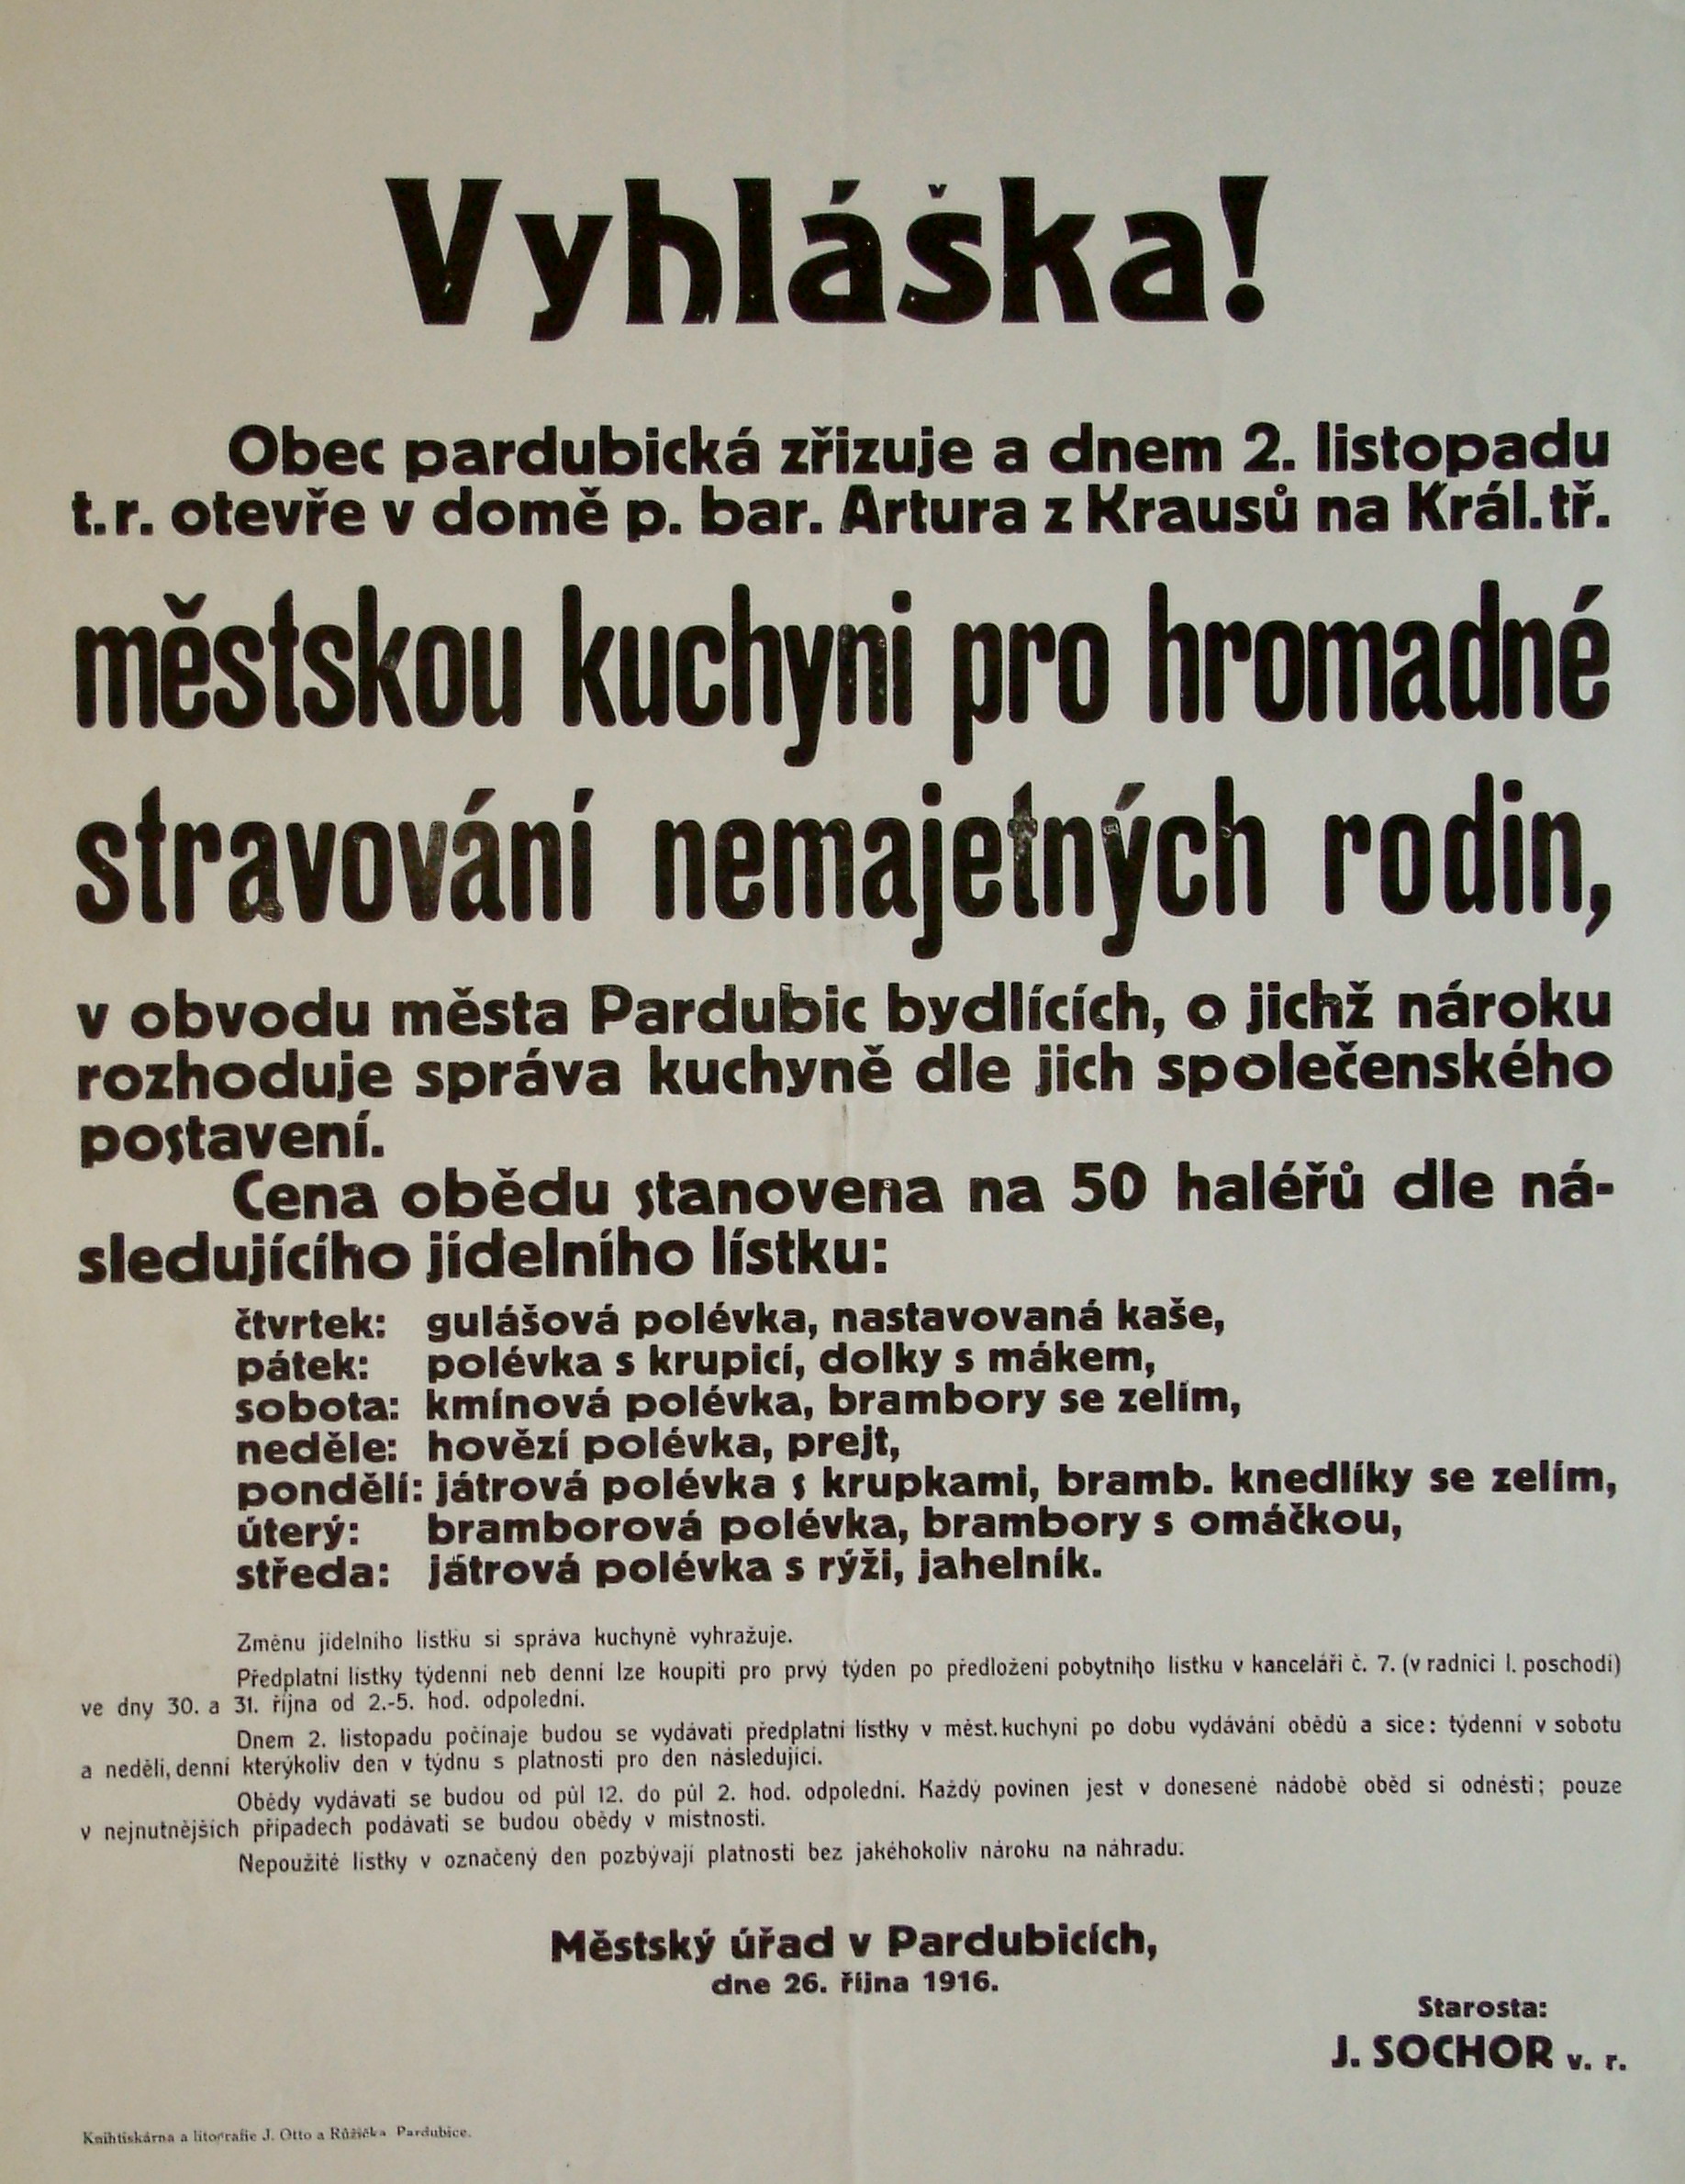 Vyhláška!
Obec pardubická zřizuje a dnem 2. listopadu
t. r. otevře v domě p. bar. Artura z Krausů na Král. tř.
městskou kuchyni pro hromadné
stravování nemajetných rodin,
v obvodu města Pardubic bydlících, o jichž nároku
rozhoduje správa kuchyně dle jich společenského
postavení.
Cena obědu stanovena na 50 haléřů dle ná-
sledujícího jídelního lístku:
čtvrtek: gulášová polévka, nastavovaná kaše,
pátek: polévka s krupicí, dolky s mákem,
sobota: kmínová polévka, brambory se zelím,
neděle: hovězí polévka, prejt,
pondělí: játrová polévka s krupkami, bramb. knedlíky se zelím,
úterý: bramborová polévka, brambory s omáčkou,
středa: játrová polévka s rýži, jahelník.
Změnu jídelního lístku si správa kuchyně vyhražuje.
Předplatní lístky týdenní neb denní lze koupiti pro prvý týden po předložení pobytního lístku v kanceláři č. 7. (v radnici I. poschodí)
ve dny 30. a 31. října od 2.-5. hod. odpolední.
Dnem 2. listopadu počínaje budou se vydávati předplatní lístky v měst. kuchyni po dobu vydávání obědů a sice: týdenní v sobotu
a neděli, denní kterýkoliv den v týdnu s platností pro den následující.
Obědy vydávati se budou od půl 12. do půl 2. hod. odpolední. Každý povinen jest v donesené nádobě oběd si odnésti; pouze
v nejnutnějších případech podávati se budou obědy v místnosti.
Nepoužité lístky v označený den pozbývají platnosti bez jakéhokoliv nároku na náhradu.
Městský úřad v Pardubicích,
dne 26. října 1916.
Starosta:
J. SOCHOR v. r.
Knihtiskárna a litografie J. Otto a Růžička Pardubice.